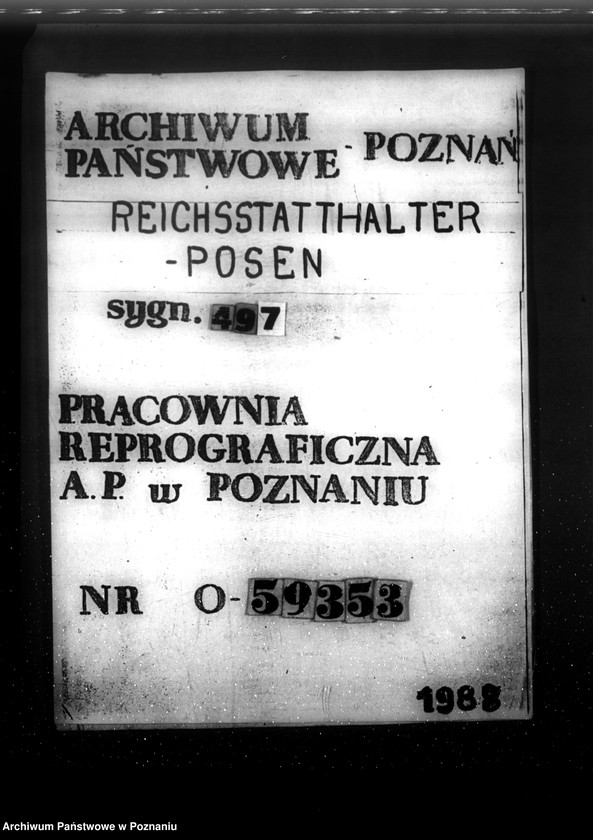 ARCHIWUM
PAŃSTWOWE - POZNAŃ
REICHSSTATTHALTER
-POSEN
sygn. 497
PRACOWNIA
REPROGRAFICZNA
A.P. w POZNANIU
NR O-59353
1988
Archiwum Państwowe w Poznaniu